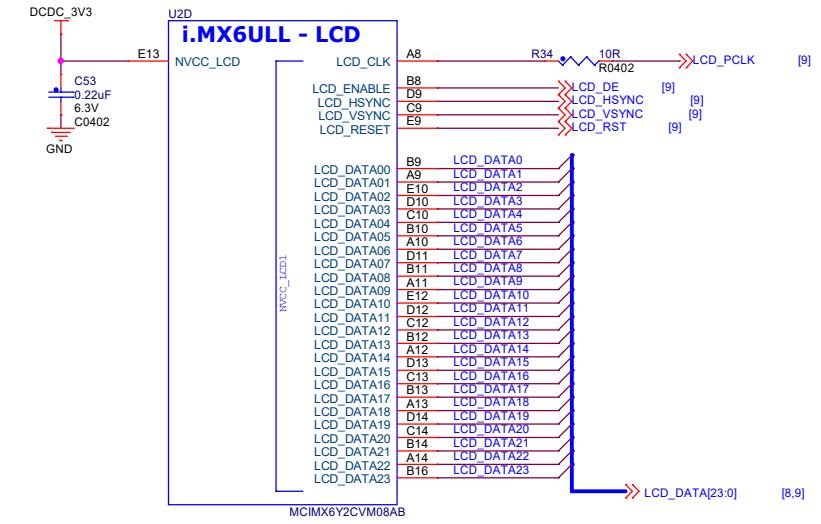 DCDC_3V3
U2D
i.MX6ULL - LCD
E13 NVCC_LCD
LCD_CLK A8 R34 10R LCD_PCLK [9]
R0402
C53
0.22uF
6.3V
C0402
GND
LCD_ENABLE B8 LCD_DE [9]
LCD_HSYNC D9 LCD_HSYNC [9]
LCD_VSYNC C9 LCD_VSYNC [9]
LCD_RESET E9 LCD_RST [9]
LCD_DATA00 B9 LCD_DATA0
LCD_DATA01 A9 LCD_DATA1
LCD_DATA02 E10 LCD_DATA2
LCD_DATA03 D10 LCD_DATA3
LCD_DATA04 C10 LCD_DATA4
LCD_DATA05 B10 LCD_DATA5
LCD_DATA06 A10 LCD_DATA6
LCD_DATA07 D11 LCD_DATA7
LCD_DATA08 B11 LCD_DATA8
LCD_DATA09 A11 LCD_DATA9
LCD_DATA10 E12 LCD_DATA10
LCD_DATA11 D12 LCD_DATA11
LCD_DATA12 C12 LCD_DATA12
LCD_DATA13 B12 LCD_DATA13
LCD_DATA14 A12 LCD_DATA14
LCD_DATA15 D13 LCD_DATA15
LCD_DATA16 C13 LCD_DATA16
LCD_DATA17 B13 LCD_DATA17
LCD_DATA18 A13 LCD_DATA18
LCD_DATA19 D14 LCD_DATA19
LCD_DATA20 C14 LCD_DATA20
LCD_DATA21 B14 LCD_DATA21
LCD_DATA22 A14 LCD_DATA22
LCD_DATA23 B16 LCD_DATA23
NVCC_LCD1
LCD_DATA[23:0] [8,9]
MCIMX6Y2CVM08AB